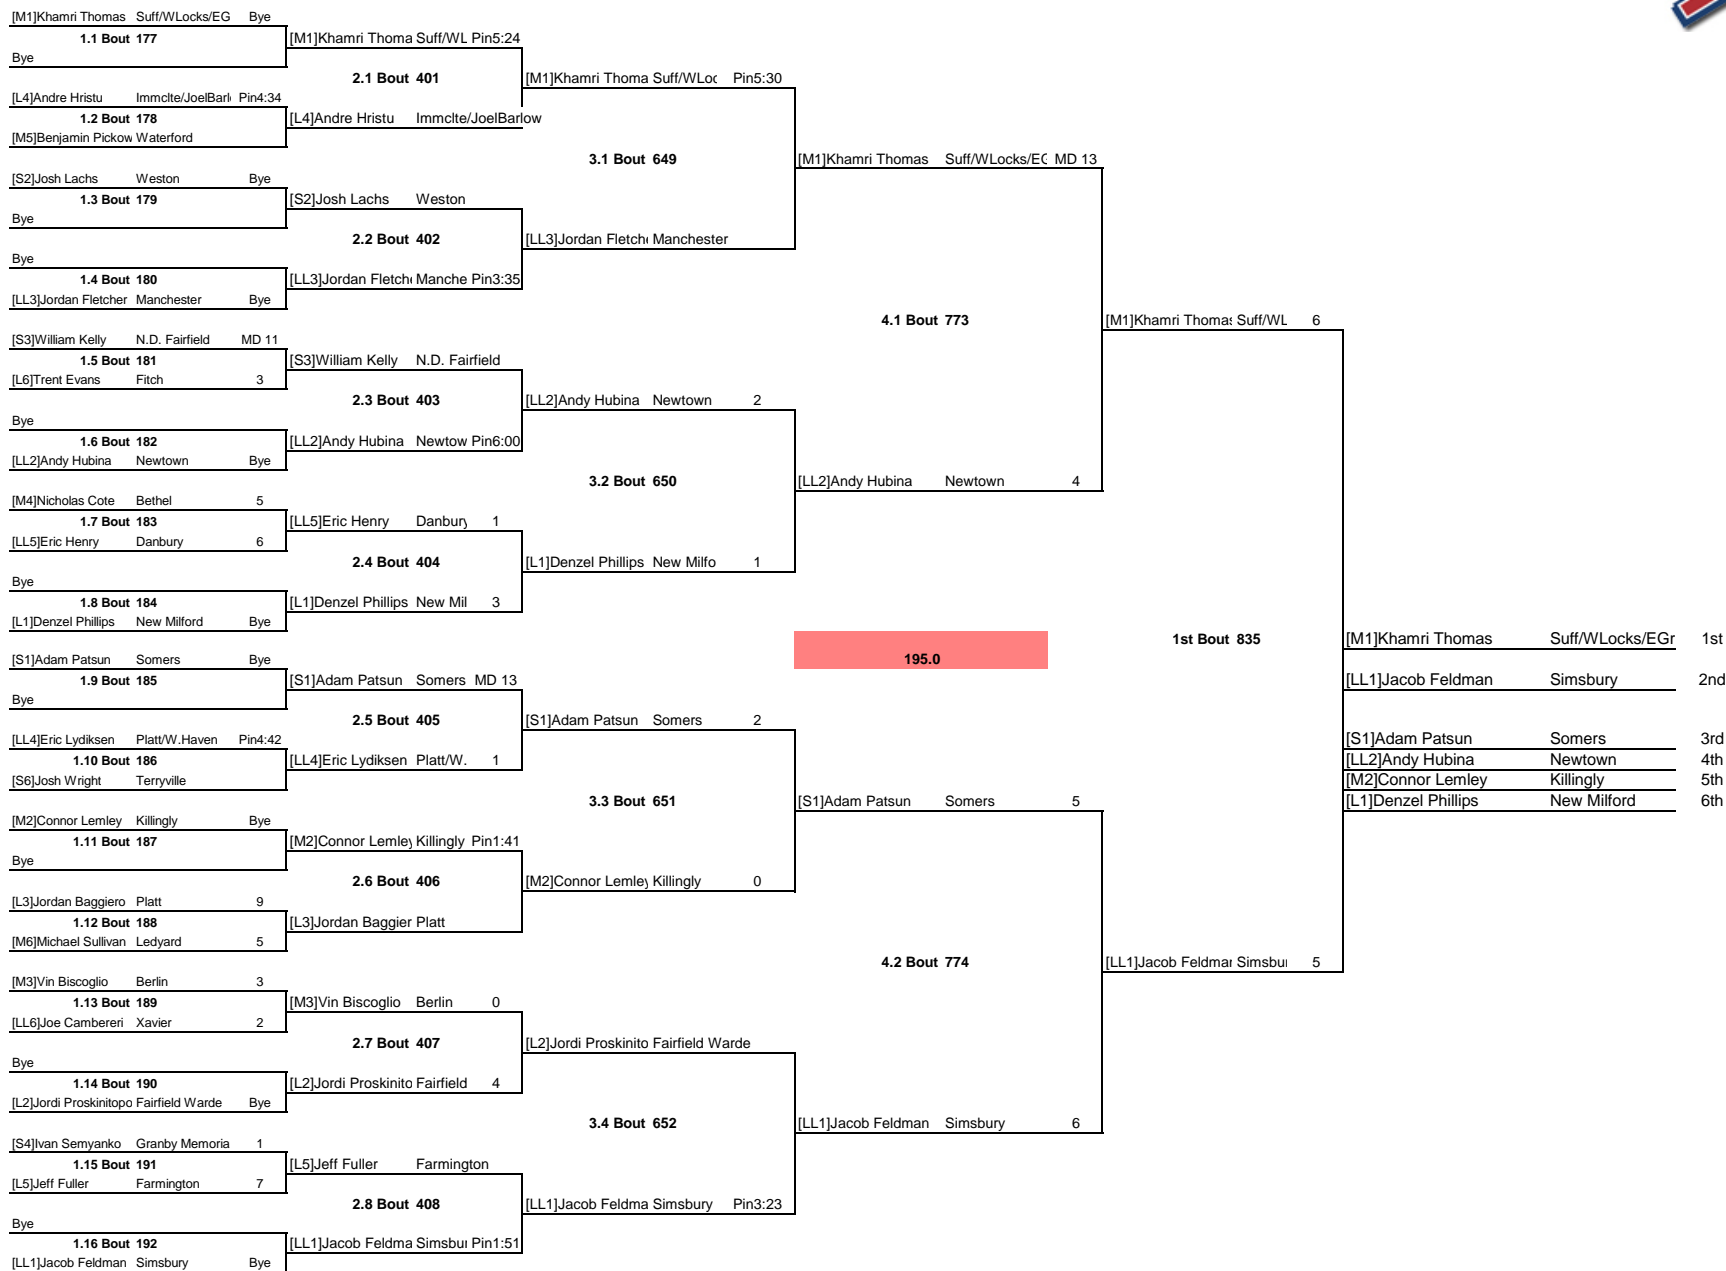 [M1]Khamri Thomas Suff/WLocks/EG Bye
1.1 Bout 177
Bye
[L4]Andre Hristu Immclte/JoelBarl Pin4:34
1.2 Bout 178
[M5]Benjamin Pickow Waterford
[S2]Josh Lachs Weston Bye
1.3 Bout 179
Bye
Bye
1.4 Bout 180
[LL3]Jordan Fletcher Manchester Bye
[S3]William Kelly N.D. Fairfield MD 11
1.5 Bout 181
[L6]Trent Evans Fitch 3
Bye
1.6 Bout 182
[LL2]Andy Hubina Newtown Bye
[M4]Nicholas Cote Bethel 5
1.7 Bout 183
[LL5]Eric Henry Danbury 6
Bye
1.8 Bout 184
[L1]Denzel Phillips New Milford Bye
[S1]Adam Patsun Somers Bye
1.9 Bout 185
Bye
[LL4]Eric Lydiksen Platt/W.Haven Pin4:42
1.10 Bout 186
[S6]Josh Wright Terryville
[M2]Connor Lemley Killingly Bye
1.11 Bout 187
Bye
[L3]Jordan Baggiero Platt 9
1.12 Bout 188
[M6]Michael Sullivan Ledyard 5
[M3]Vin Biscoglio Berlin 3
1.13 Bout 189
[LL6]Joe Cambereri Xavier 2
Bye
1.14 Bout 190
[L2]Jordi Proskinitopo Fairfield Warde Bye
[S4]Ivan Semyanko Granby Memoria 1
1.15 Bout 191
[L5]Jeff Fuller Farmington 7
Bye
1.16 Bout 192
[LL1]Jacob Feldman Simsbury Bye
[M1]Khamri Thoma Suff/WL Pin5:24
2.1 Bout 401
[L4]Andre Hristu Immclte/JoelBarlow
[S2]Josh Lachs Weston
2.2 Bout 402
[LL3]Jordan Fletch Manche Pin3:35
[S3]William Kelly N.D. Fairfield
2.3 Bout 403
[LL2]Andy Hubina Newtow Pin6:00
[LL5]Eric Henry Danbury 1
2.4 Bout 404
[L1]Denzel Phillips New Mil 3
[S1]Adam Patsun Somers MD 13
2.5 Bout 405
[LL4]Eric Lydiksen Platt/W. 1
[M2]Connor Lemley Killingly Pin1:41
2.6 Bout 406
[L3]Jordan Baggier Platt
[M3]Vin Biscoglio Berlin 0
2.7 Bout 407
[L2]Jordi Proskinito Fairfield 4
[L5]Jeff Fuller Farmington
2.8 Bout 408
[LL1]Jacob Feldma Simsbur Pin1:51
[M1]Khamri Thoma Suff/WLoc Pin5:30
3.1 Bout 649
[LL3]Jordan Fletch Manchester
[LL2]Andy Hubina Newtown 2
3.2 Bout 650
[L1]Denzel Phillips New Milfo 1
[S1]Adam Patsun Somers 2
3.3 Bout 651
[M2]Connor Lemley Killingly 0
[L2]Jordi Proskinito Fairfield Warde
3.4 Bout 652
[LL1]Jacob Feldma Simsbury Pin3:23
[M1]Khamri Thomas Suff/WLocks/EG MD 13
4.1 Bout 773
[LL2]Andy Hubina Newtown 4
195.0
[S1]Adam Patsun Somers 5
4.2 Bout 774
[LL1]Jacob Feldman Simsbury 6
[M1]Khamri Thomas Suff/WL 6
1st Bout 835
[LL1]Jacob Feldman Simsbur 5
[M1]Khamri Thomas Suff/WLocks/EGr 1st
[LL1]Jacob Feldman Simsbury 2nd
[S1]Adam Patsun Somers 3rd
[LL2]Andy Hubina Newtown 4th
[M2]Connor Lemley Killingly 5th
[L1]Denzel Phillips New Milford 6th